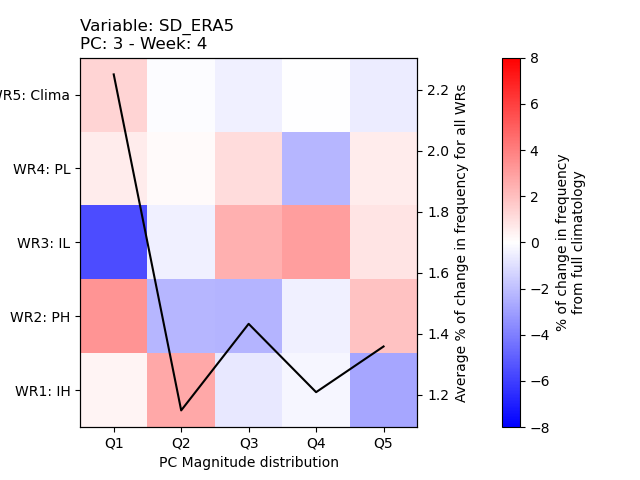 Variable: SD_ERA5
PC: 3 - Week: 4
WR5: Clima
WR4: PL
WR3: IL
WR2: PH
WR1: IH
Q1 Q2 Q3 Q4 Q5
PC Magnitude distribution
2.2
2.0
1.8
1.6
1.4
1.2
Average % of change in frequency for all WRs
8
6
4
2
0
−2
−4
−6
−8
% of change in frequency
from full climatology